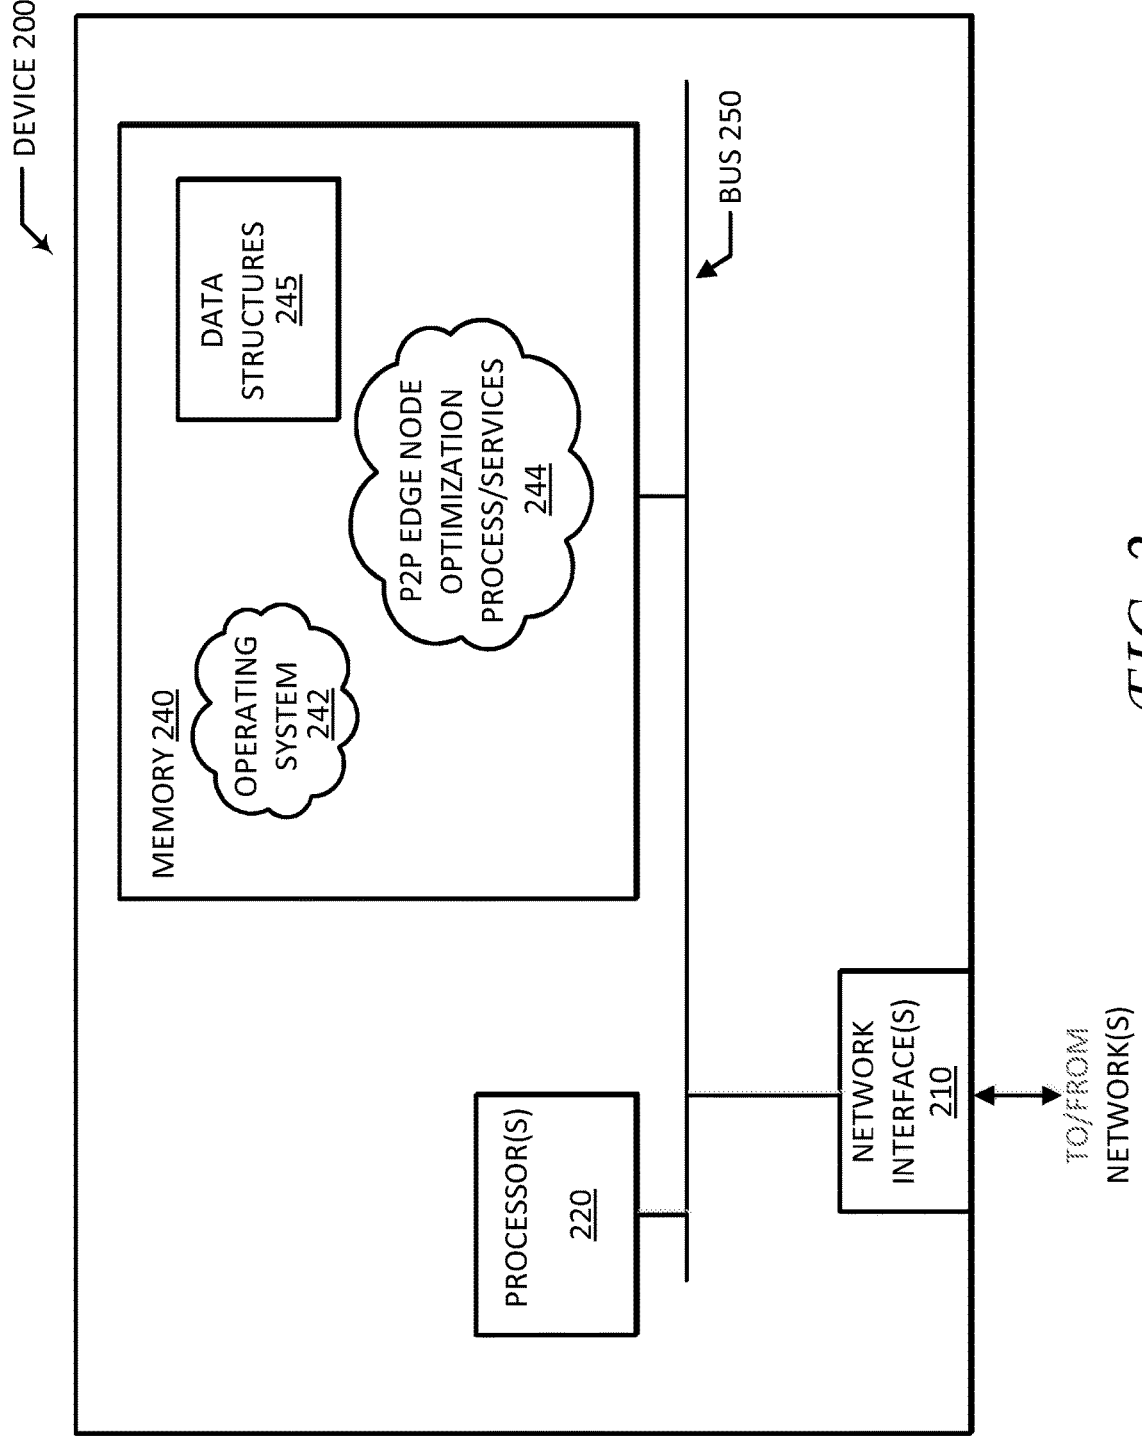 DEVICE 200
MEMORY 240
OPERATING
SYSTEM
242
DATA
STRUCTURES
245
P2P EDGE NODE
OPTIMIZATION
PROCESS/SERVICES
244
PROCESSOR(S)
220
BUS 250
NETWORK
INTERFACE(S)
210
TO/FROM
NETWORK(S)